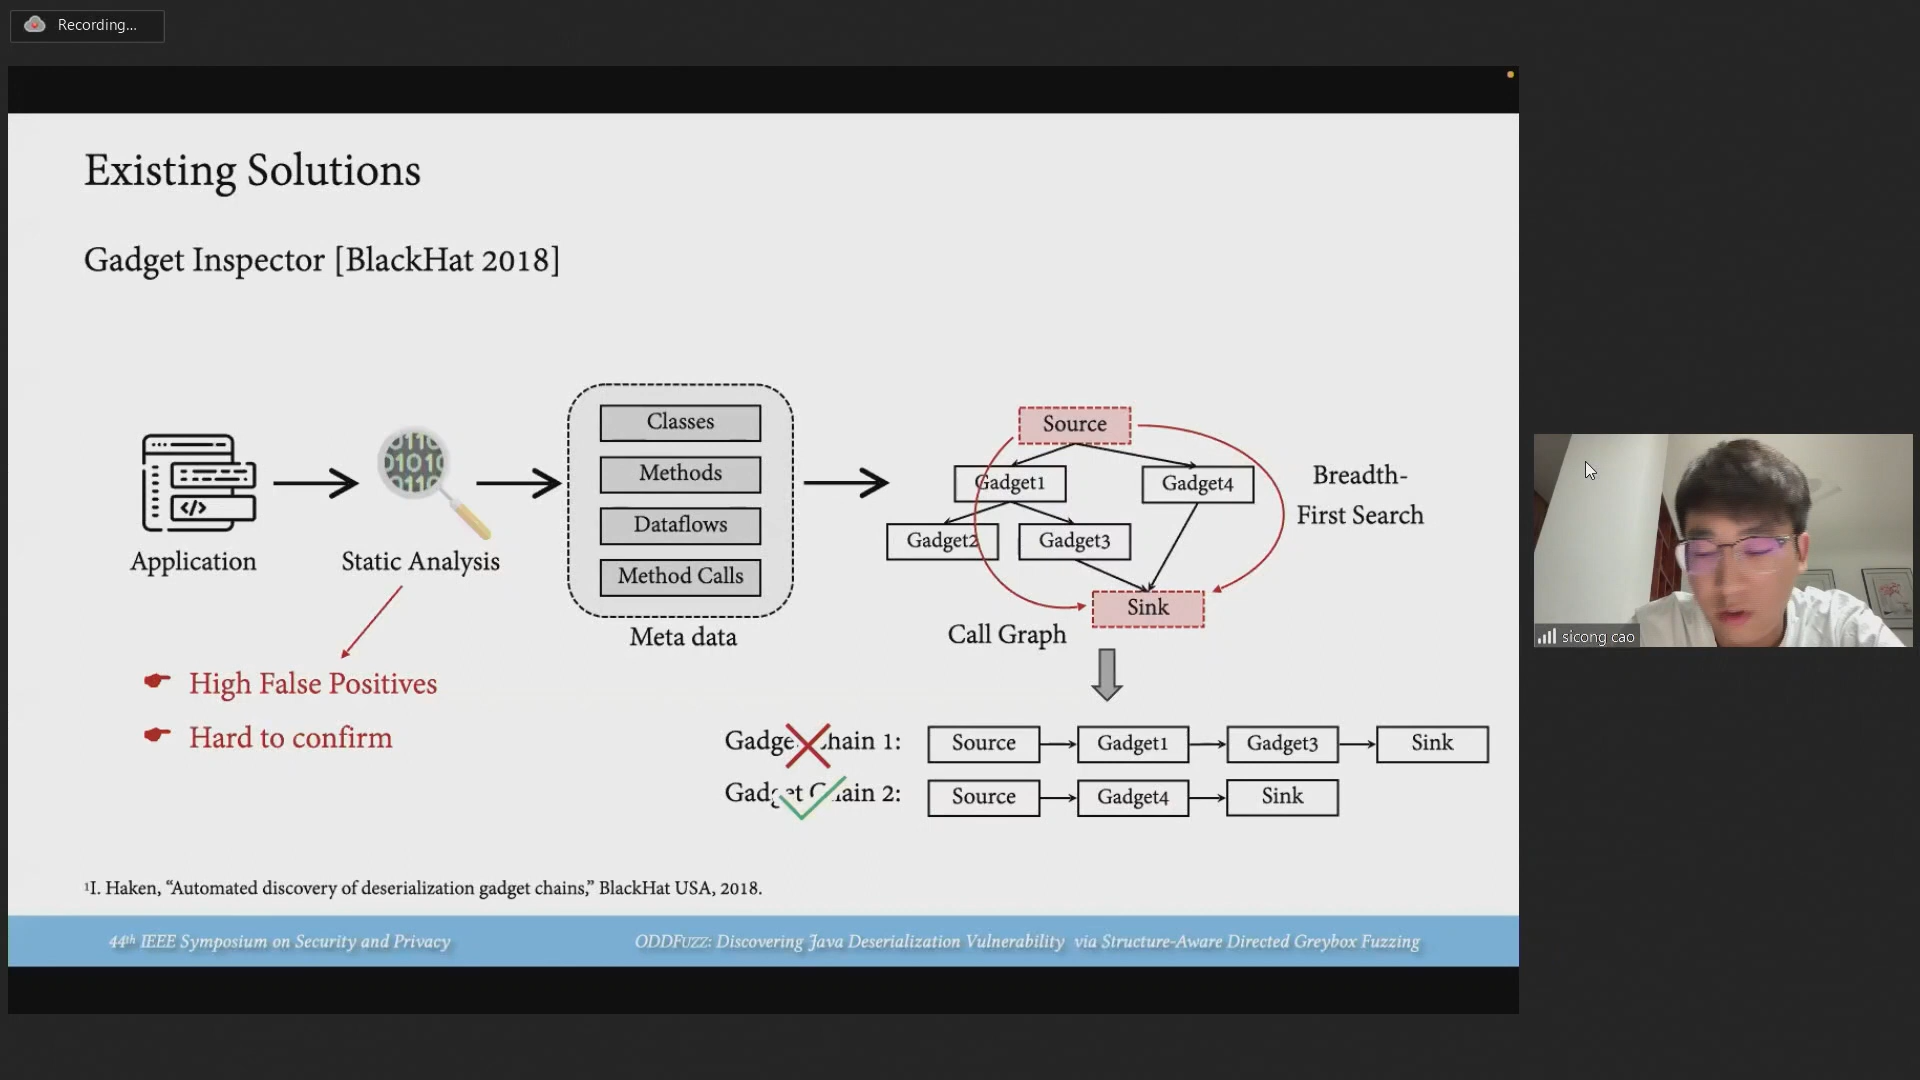 Recording...
Existing Solutions
Gadget Inspector [BlackHat 2018]
Application
Static Analysis
High False Positives
Hard to confirm
Classes
Methods
Dataflows
Method Calls
Meta data
Source
Gadget1
Gadget4
Gadget2
Gadget3
Sink
Call Graph
Breadth-
First Search
Gadget Chain 1: Source Gadget1 Gadget3 Sink
Gadget Chain 2: Source Gadget4 Sink
¹I. Haken, “Automated discovery of deserialization gadget chains,” BlackHat USA, 2018.
44th IEEE Symposium on Security and Privacy
ODDFUZZ: Discovering Java Deserialization Vulnerability via Structure-Aware Directed Greybox Fuzzing
sicong cao